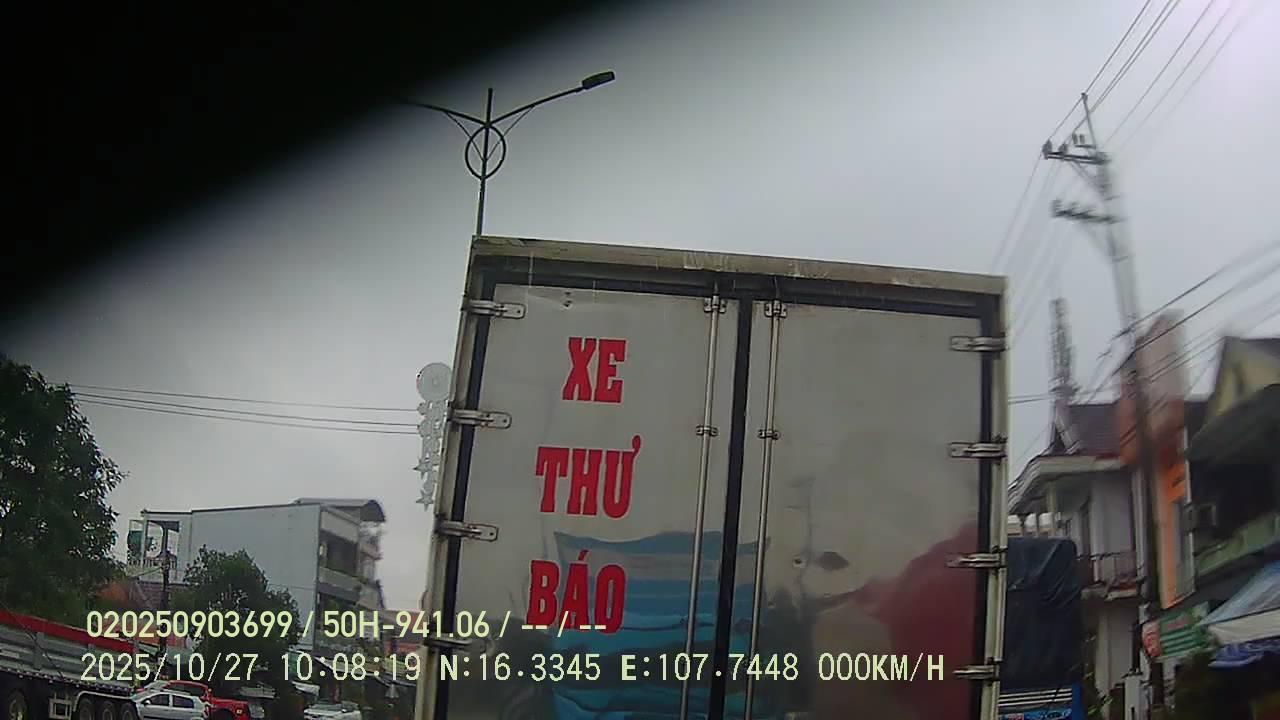 XE
THƯ
BÁO
020250903699 / 50H-941.06 / -- / --
2025/10/27 10:08:19 N:16.3345 E:107.7448 000KM/H